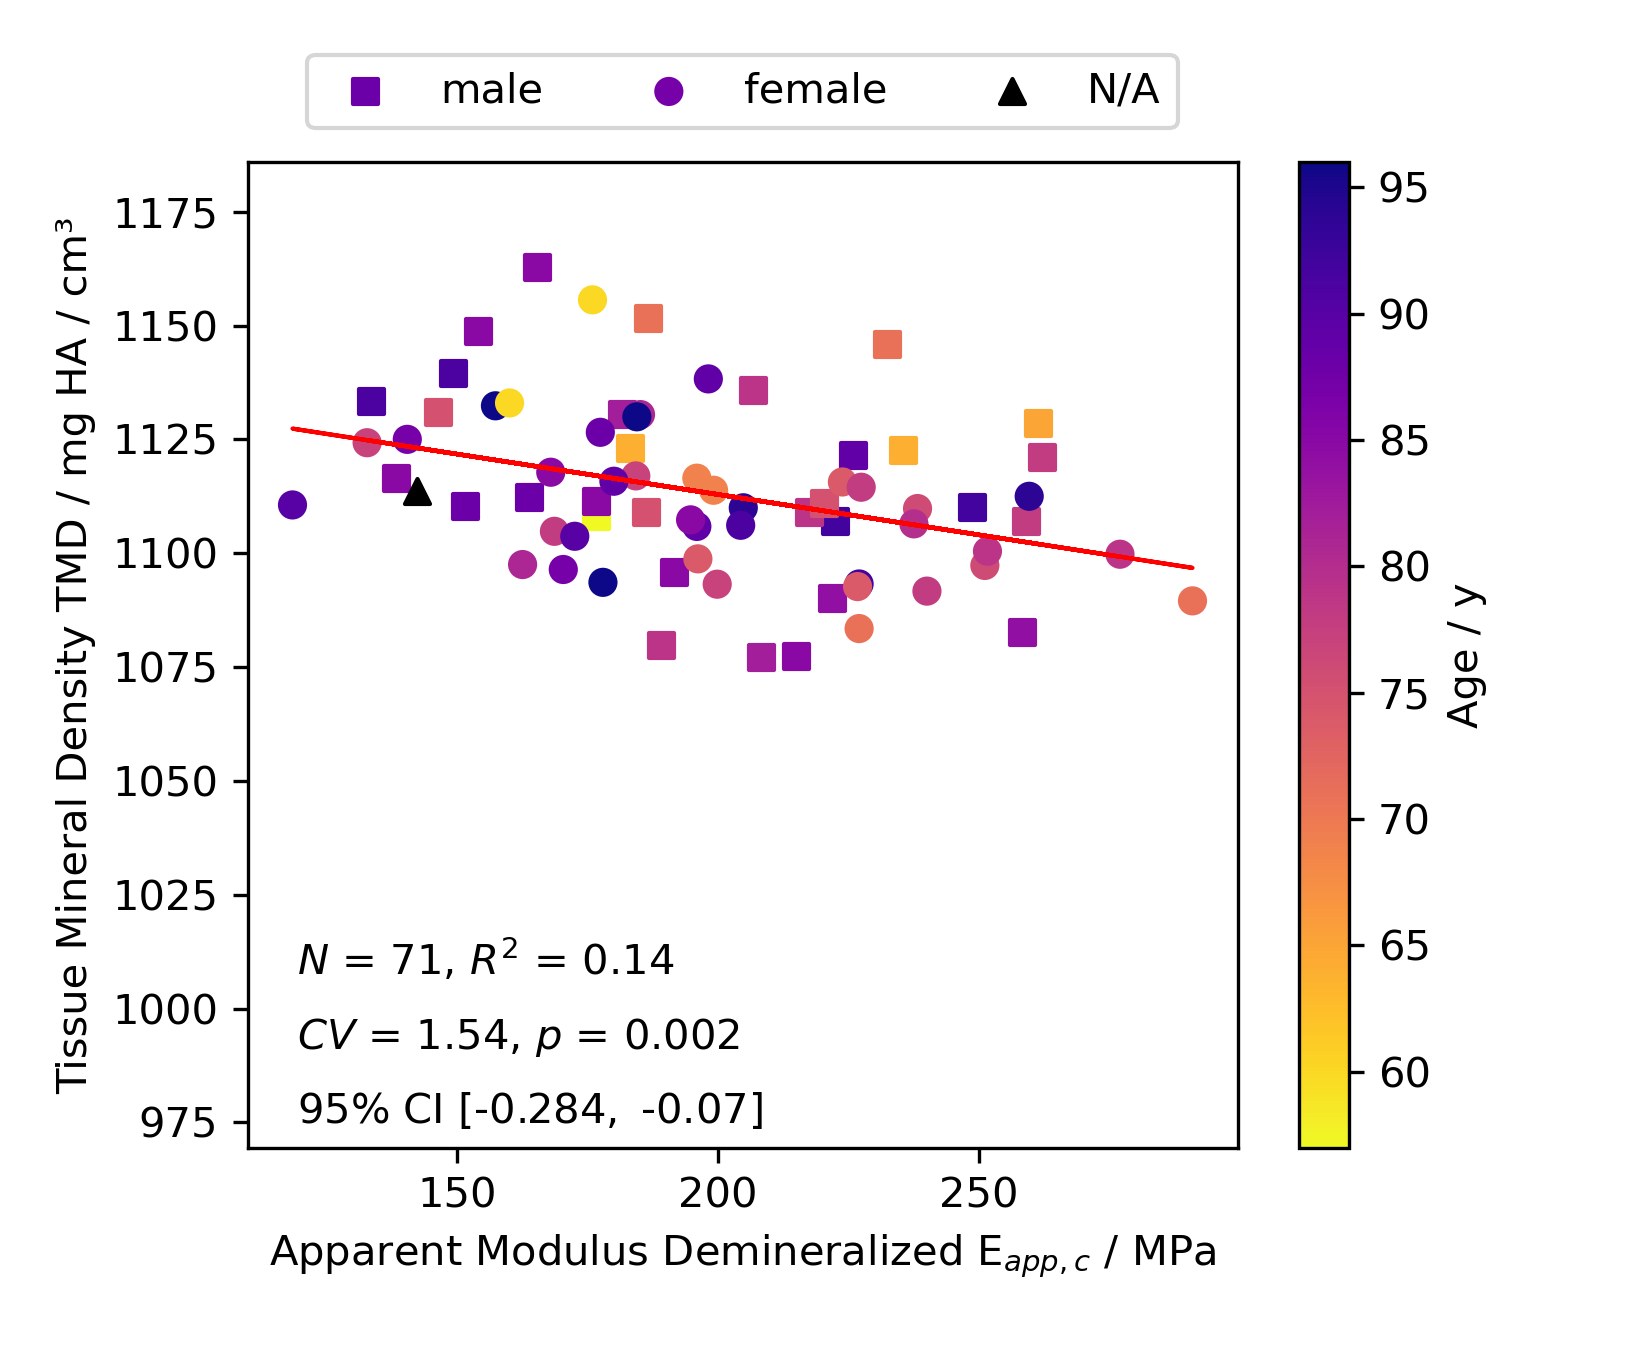 male female N/A
Tissue Mineral Density TMD / mg HA / cm³
1175
1150
1125
1100
1075
1050
1025
1000
975
N = 71, R² = 0.14
CV = 1.54, p = 0.002
95% CI [-0.284, -0.07]
150 200 250
Apparent Modulus Demineralized E_app,c / MPa
95
90
85
80
75
70
65
60
Age / y